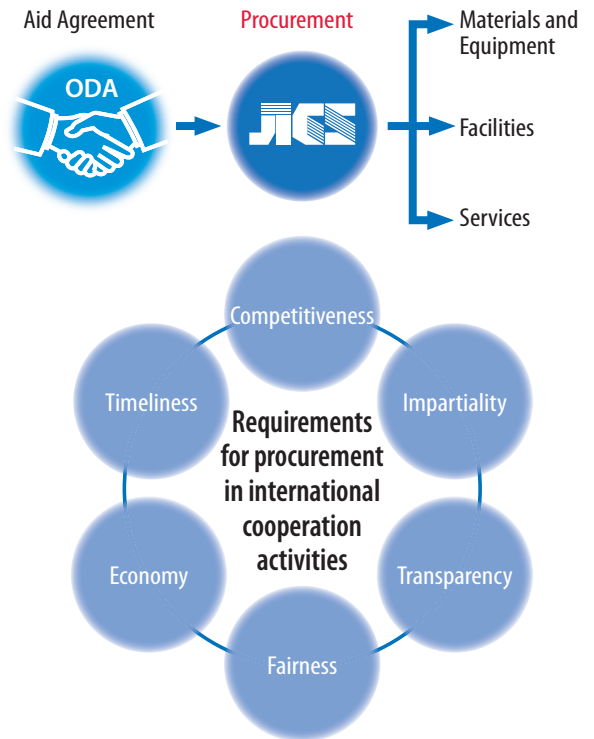 Aid Agreement
Procurement
Materials and
Equipment
ODA
JICS
Facilities
Services
Competitiveness
Timeliness
Impartiality
Requirements
for procurement
in international
cooperation
activities
Economy
Transparency
Fairness